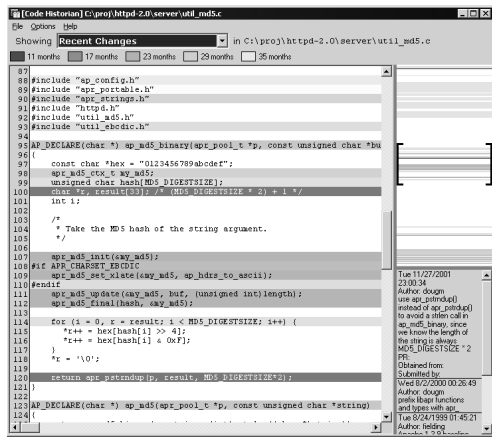 [Code Historian] C:\proj\httpd-2.0\server\util_md5.c
File Options Help
Showing Recent Changes in C:\proj\httpd-2.0\server\util_md5.c
11 months 17 months 23 months 29 months 35 months
87
88 #include "ap_config.h"
89 #include "apr_portable.h"
90 #include "apr_strings.h"
91 #include "httpd.h"
92 #include "util_md5.h"
93 #include "util_ebcdic.h"
94
95 AP_DECLARE(char *) ap_md5_binary(apr_pool_t *p, const unsigned char *bu
96 {
97 const char *hex = "0123456789abcdef";
98 apr_md5_ctx_t my_md5;
99 unsigned char hash[MD5_DIGESTSIZE];
100 char *r, result[33]; /* (MD5_DIGESTSIZE * 2) + 1 */
101 int i;
102
103 /*
104 * Take the MD5 hash of the string argument.
105 */
106
107 apr_md5_init(&my_md5);
108 #if APR_CHARSET_EBCDIC
109 apr_md5_set_xlate(&my_md5, ap_hdrs_to_ascii);
110 #endif
111 apr_md5_update(&my_md5, buf, (unsigned int)length);
112 apr_md5_final(hash, &my_md5);
113
114 for (i = 0, r = result; i < MD5_DIGESTSIZE; i++) {
115 *r++ = hex[hash[i] >> 4];
116 *r++ = hex[hash[i] & 0xF];
117 }
118 *r = '\0';
119
120 return apr_pstrndup(p, result, MD5_DIGESTSIZE*2);
121 }
122
123 AP_DECLARE(char *) ap_md5(apr_pool_t *p, const unsigned char *string)
124 {
Tue 11/27/2001
23:00:34
Author: dougm
use apr_pstrndup()
instead of apr_pstrdup()
to avoid a strlen call in
ap_md5_binary, since
we know the length of
the string is always
MD5_DIGESTSIZE * 2
PR:
Obtained from:
Submitted by:
Wed 8/2/2000 00:26:49
Author: dougm
prefix libapr functions
and types with apr_
Tue 8/24/1999 01:45:21
Author: fielding